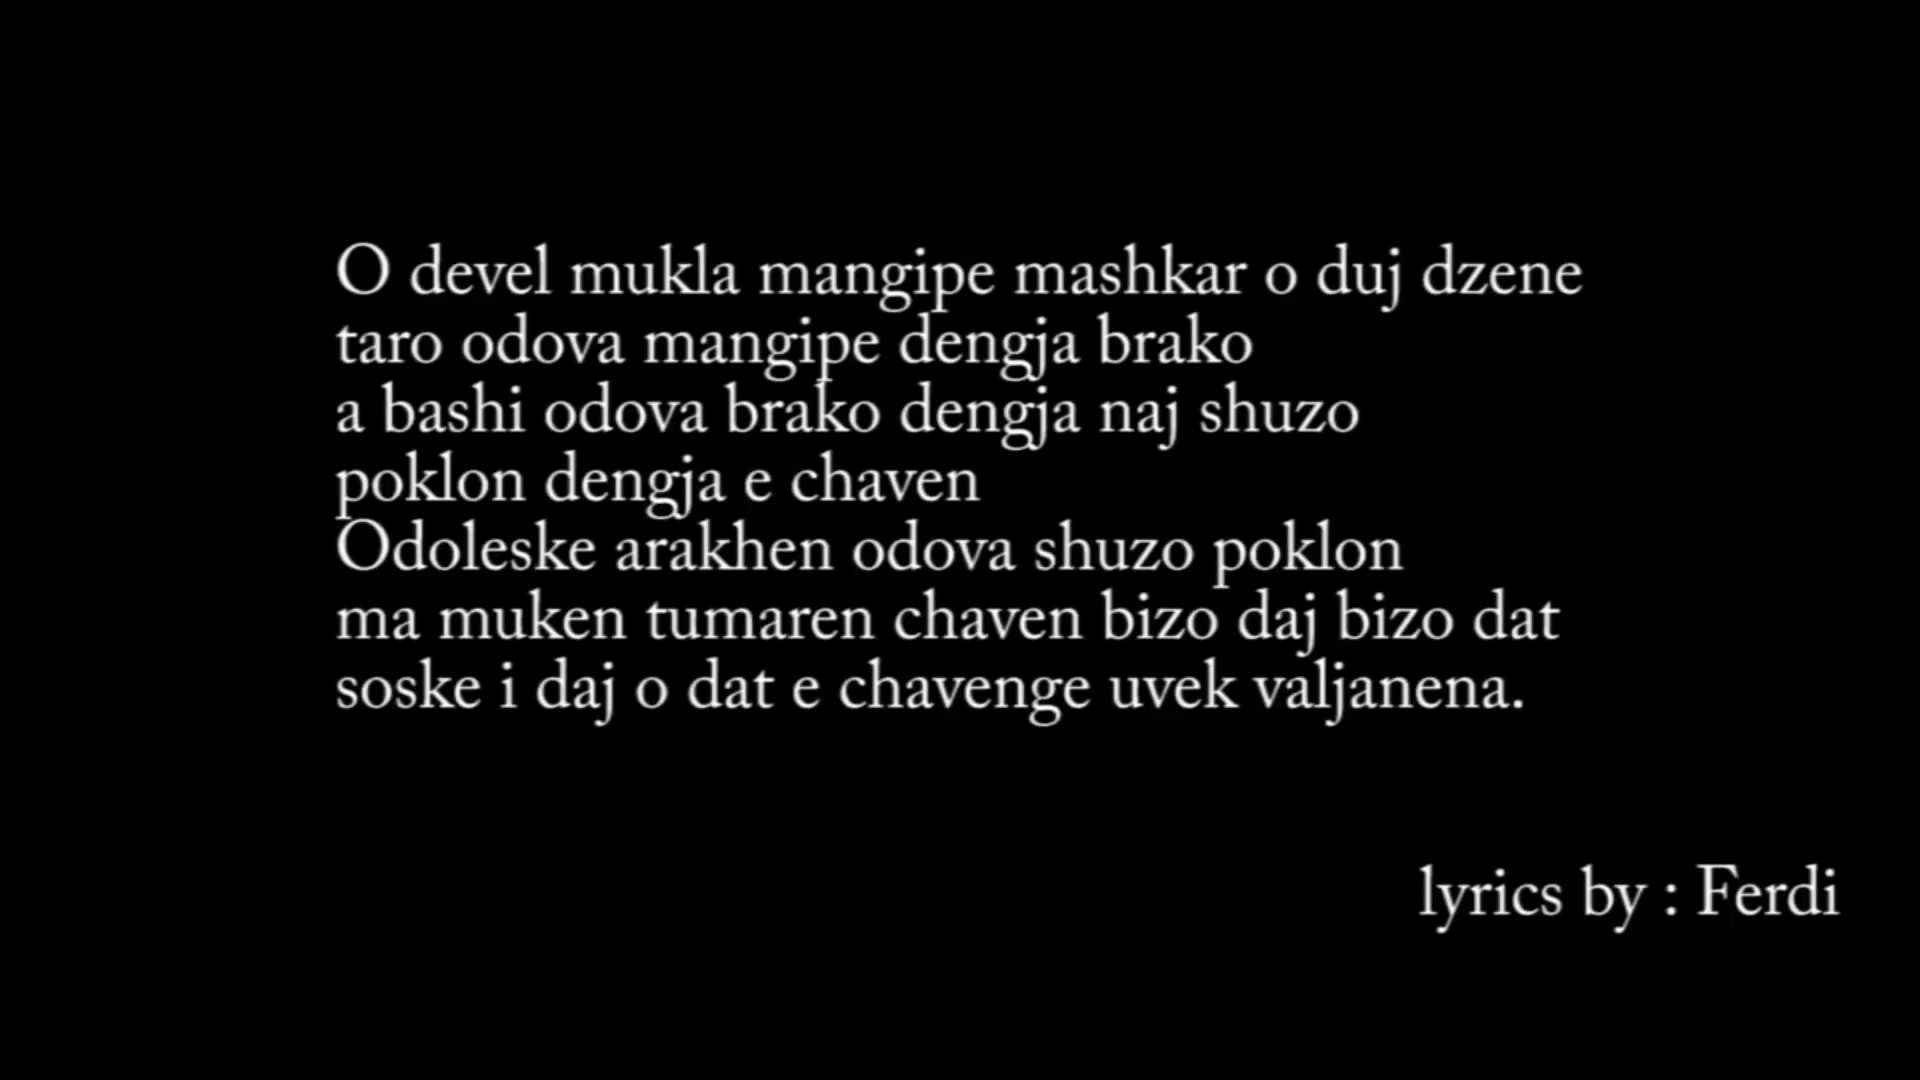 O devel mukla mangipe mashkar o duj dzene
taro odova mangipe dengja brako
a bashi odova brako dengja naj shuzo
poklon dengja e chaven
Odoleske arakhen odova shuzo poklon
ma muken tumaren chaven bizo daj bizo dat
soske i daj o dat e chavenge uvek valjanena.
lyrics by : Ferdi